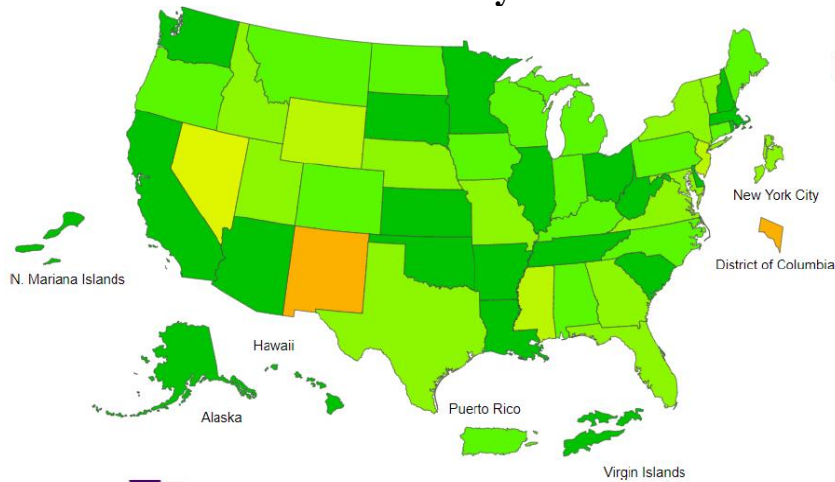 New York City
District of Columbia
N. Mariana Islands
Hawaii
Alaska
Puerto Rico
Virgin Islands